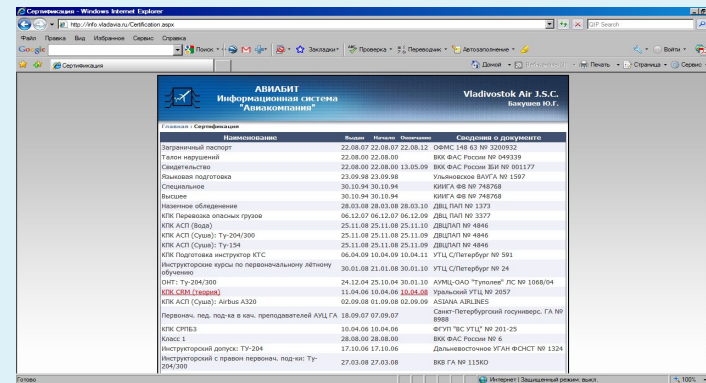 Сертификация - Windows Internet Explorer
http://info.vladavia.ru/Certification.aspx
QIP Search
Файл Правка Вид Избранное Сервис Справка
Google Поиск Закладки Проверка Переводчик Автозаполнение Войти
Сертификация Домой Печать Страница Сервис
АВИАБИТ
Информационная система
"Авиакомпания"
Vladivostok Air J.S.C.
Бакушев Ю.Г.
Главная : Сертификация
Наименование Выдан Начало Окончание Сведения о документе
Заграничный паспорт 22.08.07 22.08.07 22.08.12 ОФМС 148 63 № 3200932
Талон нарушений 22.08.00 22.08.00 ВКК ФАС России № 049339
Свидетельство 22.08.00 22.08.00 13.05.09 ВКК ФАС России IБИ № 001177
Языковая подготовка 23.09.98 23.09.98 Ульяновское ВАУГА № 1597
Специальное 30.10.94 30.10.94 КИИГА ФВ № 748768
Высшее 30.10.94 30.10.94 КИИГА ФВ № 748768
Наземное обледенение 28.03.08 28.03.08 28.03.10 ДВЦ ПАП № 1373
КПК Перевозка опасных грузов 06.12.07 06.12.07 06.12.09 ДВЦ ПАП № 3377
КПК АСП (Вода) 25.11.08 25.11.08 25.11.10 ДВЦПАП № 4846
КПК АСП (Суша): Ту-204/300 25.11.08 25.11.08 25.11.09 ДВЦПАП № 4846
КПК АСП (Суша): Ту-154 25.11.08 25.11.08 25.11.09 ДВЦПАП № 4846
КПК Подготовка инструктор КТС 06.04.09 10.04.09 10.04.11 УТЦ С/Петербург № 591
Инструкторские курсы по первоначальному лётному
обучению 30.01.08 21.01.08 30.01.10 УТЦ С/Петербург № 24
ОНТ: Ту-204/300 24.12.04 25.10.04 30.01.10 АУМЦ-ОАО "Туполев" ЛС № 1068/04
КПК CRM (теория) 11.04.06 10.04.06 10.04.08 Уральский УТЦ № 2057
КПК АСП (Суша): Airbus A320 02.09.08 01.09.08 02.09.09 ASIANA AIRLINES
Первонач. пед. под-ка в кач. преподавателей АУЦ ГА 18.09.07 07.09.07 Санкт-Петербургский госуниверс. ГА №
8988
КПК СРПБЗ 10.04.06 10.04.06 ФГУП "ВС УТЦ" № 201-25
Класс 1 28.08.00 28.08.00 ВКК ФАС России № 6
Инструкторский допуск: ТУ-204 17.10.06 17.10.06 Дальневосточное УГАН ФСНСТ № 1324
Инструкторский с правом первонач. под-ки: Ту-
204/300 27.03.08 27.03.08 ВКВ ГА № 115КО
Готово Интернет | Защищенный режим: выкл. 100%